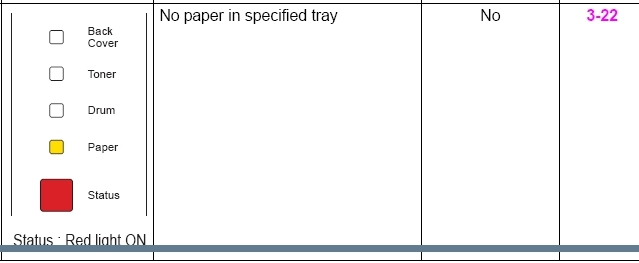 No paper in specified tray
No
3-22
Back
Cover
Toner
Drum
Paper
Status
Status : Red light ON